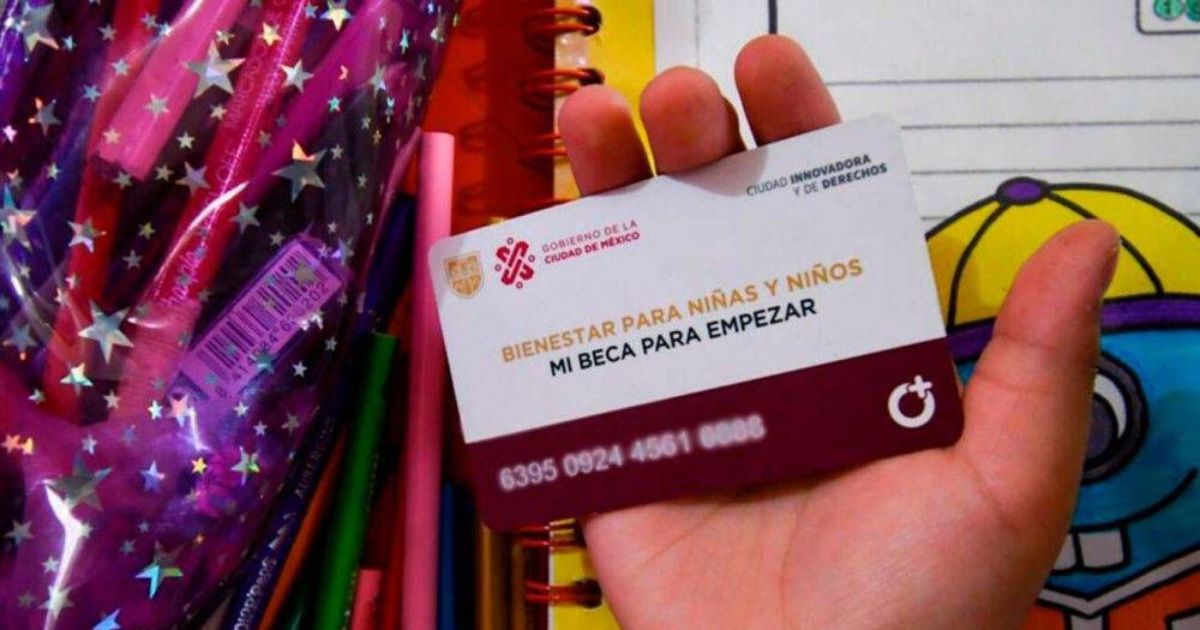 CIUDAD INNOVADORA
Y DE DERECHOS
GOBIERNO DE LA
CIUDAD DE MÉXICO
BIENESTAR PARA NIÑAS Y NIÑOS
MI BECA PARA EMPEZAR
6395 0924 4561
Sharpie